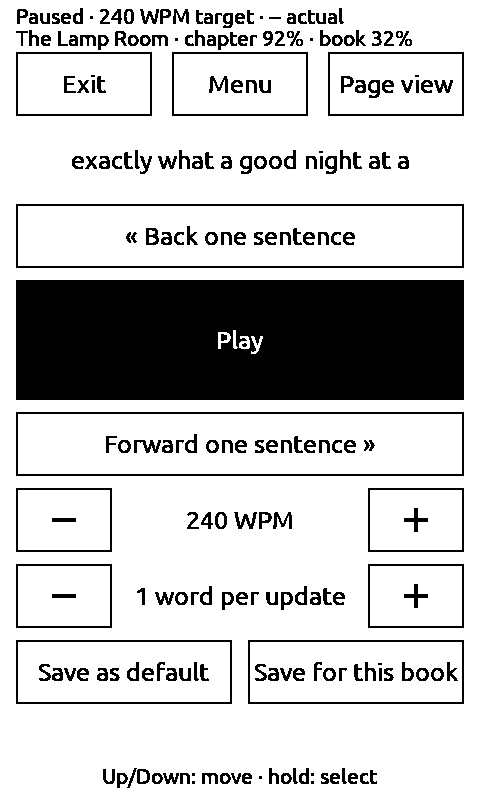 Paused · 240 WPM target · – actual
The Lamp Room · chapter 92% · book 32%
Exit Menu Page view
exactly what a good night at a
« Back one sentence
Play
Forward one sentence »
− 240 WPM +
− 1 word per update +
Save as default Save for this book
Up/Down: move · hold: select